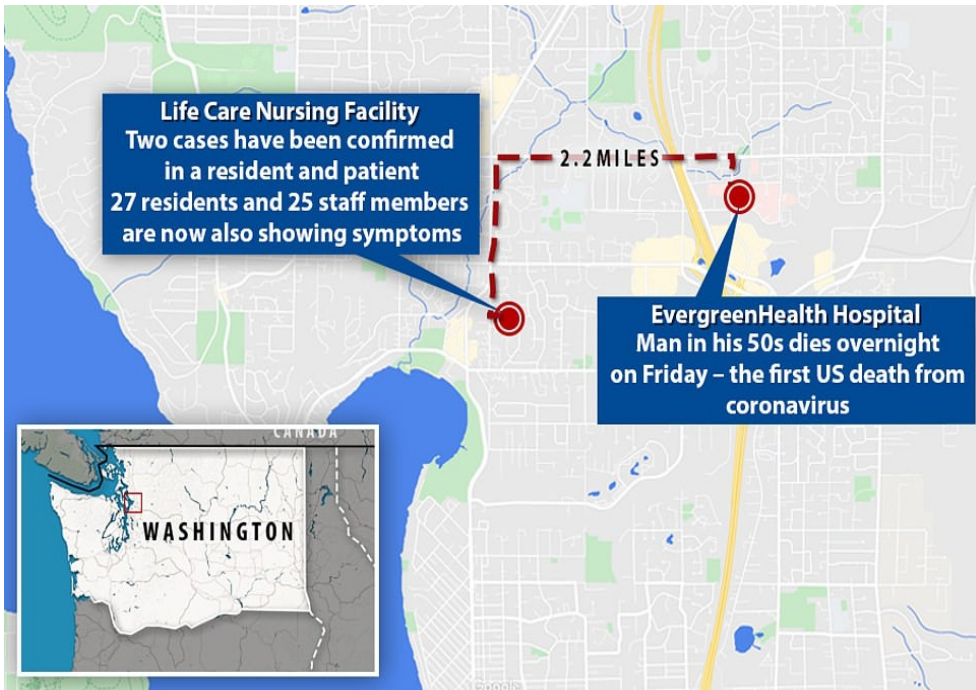 Life Care Nursing Facility
Two cases have been confirmed
in a resident and patient
27 residents and 25 staff members
are now also showing symptoms
2.2MILES
EvergreenHealth Hospital
Man in his 50s dies overnight
on Friday – the first US death from
coronavirus
CANADA
WASHINGTON
Google